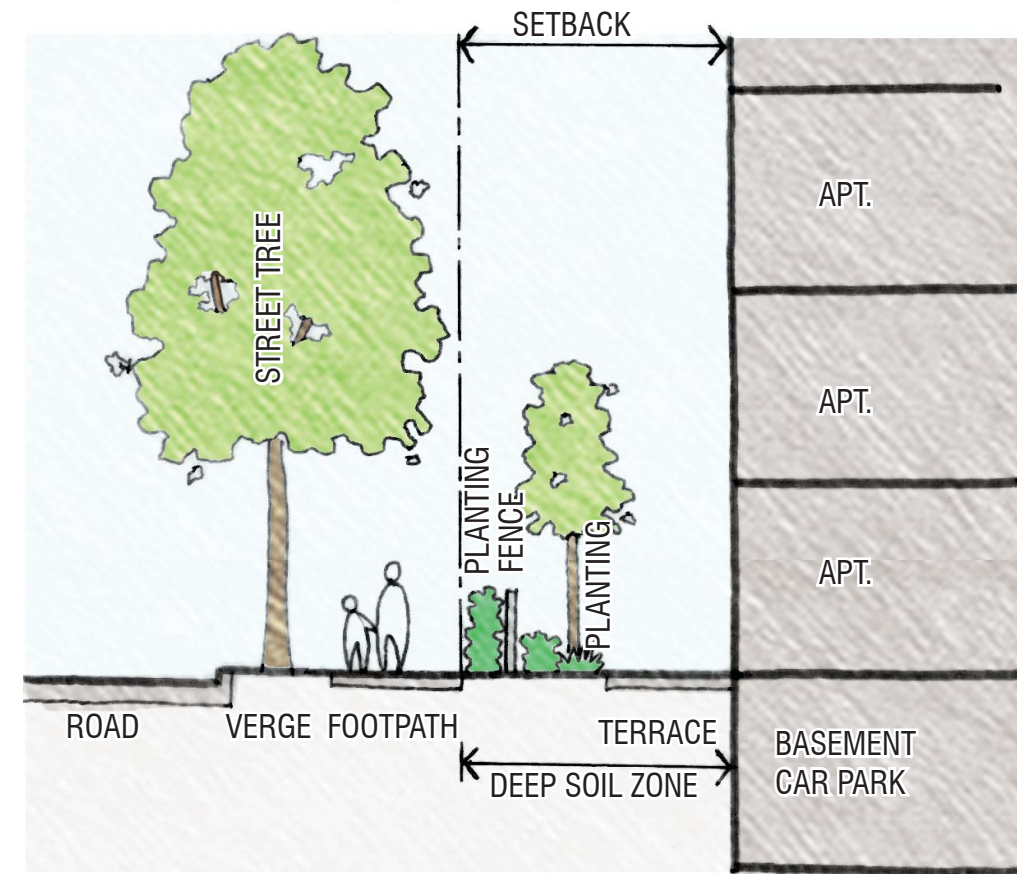 SETBACK
APT.
STREET TREE
APT.
PLANTING
FENCE
PLANTING
APT.
ROAD
VERGE
FOOTPATH
TERRACE
DEEP SOIL ZONE
BASEMENT
CAR PARK